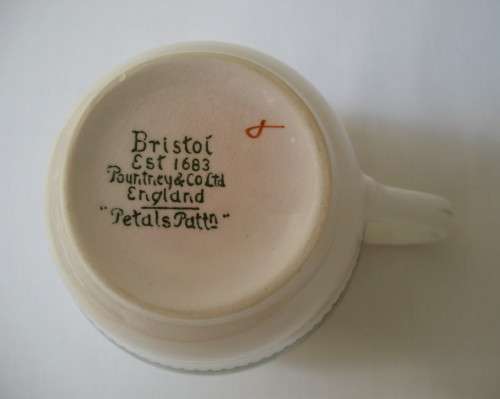 Bristol
Est 1683
Pountney & Co Ltd
England
"Petals Pattn"